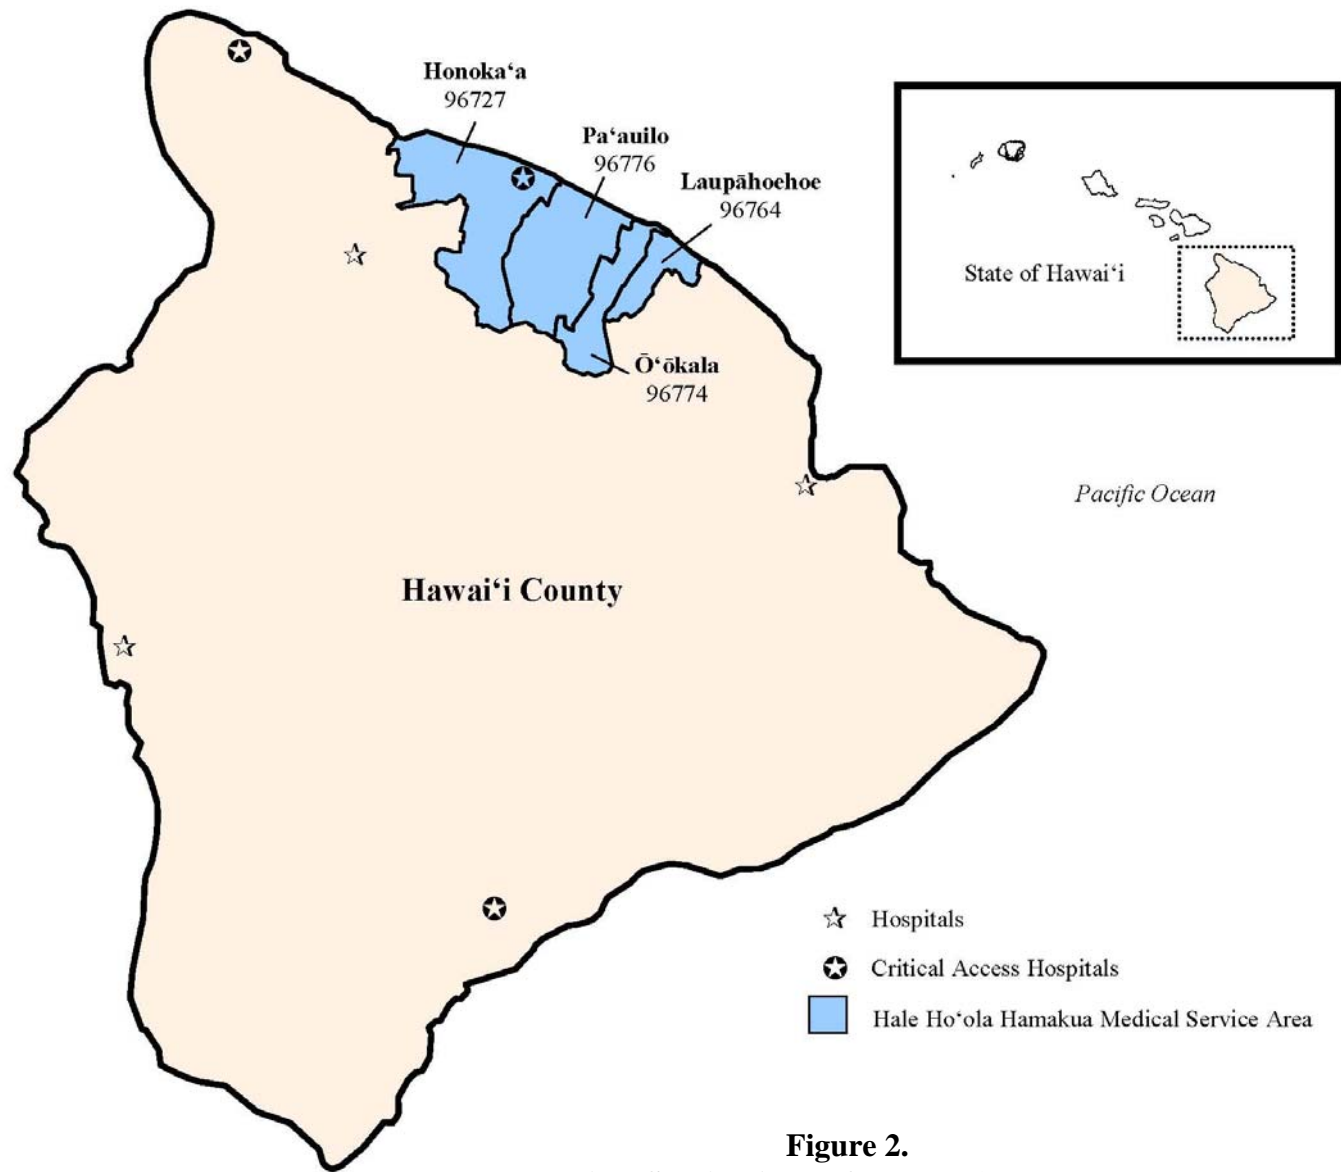 Honoka‘a
96727
Pa‘auilo
96776
Laupāhoehoe
96764
State of Hawai‘i
Ō‘ōkala
96774
Pacific Ocean
Hawai‘i County
Hospitals
Critical Access Hospitals
Hale Ho‘ola Hamakua Medical Service Area
Figure 2.